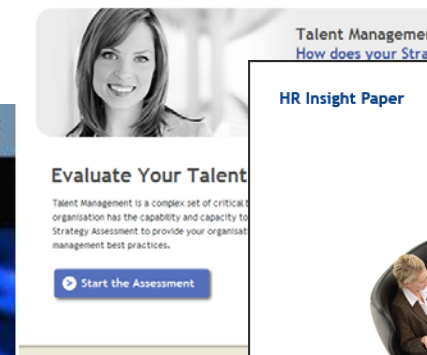 Talent Management
How does your Stra
HR Insight Paper
Evaluate Your Talent
Talent Management is a complex set of critical t
organisation has the capability and capacity to
Strategy Assessment to provide your organisat
management best practices.
Start the Assessment